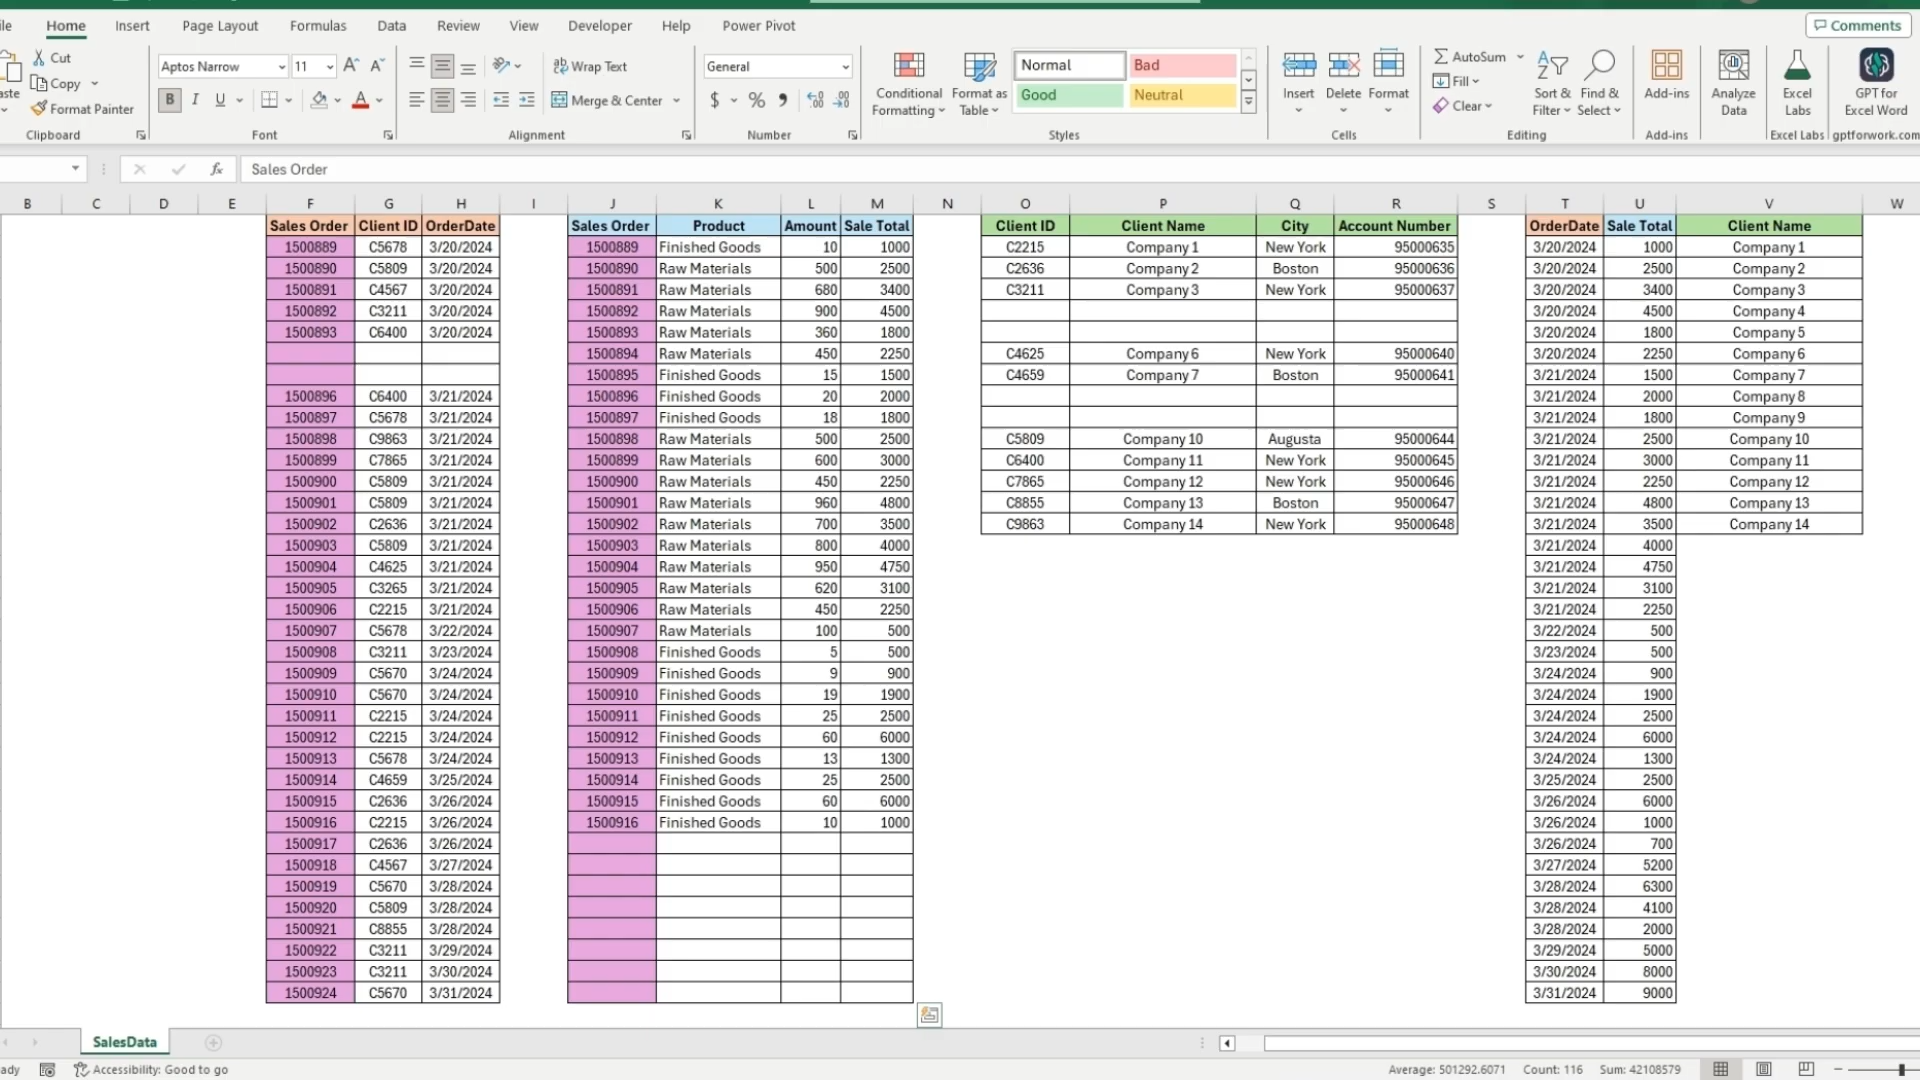 ile Home Insert Page Layout Formulas Data Review View Developer Help Power Pivot Comments
Cut
Copy
Format Painter
aste
Clipboard
Aptos Narrow 11
B I U
Font
Wrap Text
Merge & Center
Alignment
General
$ % ,
Number
Conditional Formatting
Format as Table
Normal Bad
Good Neutral
Styles
Insert Delete Format
Cells
AutoSum
Fill
Clear
Sort & Filter
Find & Select
Editing
Add-ins
Add-ins
Analyze Data
Excel Labs
Excel Labs
GPT for Excel Word
gptforwork.com
fx Sales Order
B C D E F G H I J K L M N O P Q R S T U V W
Sales Order Client ID OrderDate Sales Order Product Amount Sale Total Client ID Client Name City Account Number OrderDate Sale Total Client Name
1500889 C5678 3/20/2024 1500889 Finished Goods 10 1000 C2215 Company 1 New York 95000635 3/20/2024 1000 Company 1
1500890 C5809 3/20/2024 1500890 Raw Materials 500 2500 C2636 Company 2 Boston 95000636 3/20/2024 2500 Company 2
1500891 C4567 3/20/2024 1500891 Raw Materials 680 3400 C3211 Company 3 New York 95000637 3/20/2024 3400 Company 3
1500892 C3211 3/20/2024 1500892 Raw Materials 900 4500 3/20/2024 4500 Company 4
1500893 C6400 3/20/2024 1500893 Raw Materials 360 1800 3/20/2024 1800 Company 5
1500894 Raw Materials 450 2250 C4625 Company 6 New York 95000640 3/20/2024 2250 Company 6
1500895 Finished Goods 15 1500 C4659 Company 7 Boston 95000641 3/21/2024 1500 Company 7
1500896 C6400 3/21/2024 1500896 Finished Goods 20 2000 3/21/2024 2000 Company 8
1500897 C5678 3/21/2024 1500897 Finished Goods 18 1800 3/21/2024 1800 Company 9
1500898 C9863 3/21/2024 1500898 Raw Materials 500 2500 C5809 Company 10 Augusta 95000644 3/21/2024 2500 Company 10
1500899 C7865 3/21/2024 1500899 Raw Materials 600 3000 C6400 Company 11 New York 95000645 3/21/2024 3000 Company 11
1500900 C5809 3/21/2024 1500900 Raw Materials 450 2250 C7865 Company 12 New York 95000646 3/21/2024 2250 Company 12
1500901 C5809 3/21/2024 1500901 Raw Materials 960 4800 C8855 Company 13 Boston 95000647 3/21/2024 4800 Company 13
1500902 C2636 3/21/2024 1500902 Raw Materials 700 3500 C9863 Company 14 New York 95000648 3/21/2024 3500 Company 14
1500903 C5809 3/21/2024 1500903 Raw Materials 800 4000 3/21/2024 4000
1500904 C4625 3/21/2024 1500904 Raw Materials 950 4750 3/21/2024 4750
1500905 C3265 3/21/2024 1500905 Raw Materials 620 3100 3/21/2024 3100
1500906 C2215 3/21/2024 1500906 Raw Materials 450 2250 3/21/2024 2250
1500907 C5678 3/22/2024 1500907 Raw Materials 100 500 3/22/2024 500
1500908 C3211 3/23/2024 1500908 Finished Goods 5 500 3/23/2024 500
1500909 C5670 3/24/2024 1500909 Finished Goods 9 900 3/24/2024 900
1500910 C5670 3/24/2024 1500910 Finished Goods 19 1900 3/24/2024 1900
1500911 C2215 3/24/2024 1500911 Finished Goods 25 2500 3/24/2024 2500
1500912 C2215 3/24/2024 1500912 Finished Goods 60 6000 3/24/2024 6000
1500913 C5678 3/24/2024 1500913 Finished Goods 13 1300 3/24/2024 1300
1500914 C4659 3/25/2024 1500914 Finished Goods 25 2500 3/25/2024 2500
1500915 C2636 3/26/2024 1500915 Finished Goods 60 6000 3/26/2024 6000
1500916 C2215 3/26/2024 1500916 Finished Goods 10 1000 3/26/2024 1000
1500917 C2636 3/26/2024 3/26/2024 700
1500918 C4567 3/27/2024 3/27/2024 5200
1500919 C5670 3/28/2024 3/28/2024 6300
1500920 C5809 3/28/2024 3/28/2024 4100
1500921 C8855 3/28/2024 3/28/2024 2000
1500922 C3211 3/29/2024 3/29/2024 5000
1500923 C3211 3/30/2024 3/30/2024 8000
1500924 C5670 3/31/2024 3/31/2024 9000
SalesData
ady Accessibility: Good to go Average: 501292.6071 Count: 116 Sum: 42108579